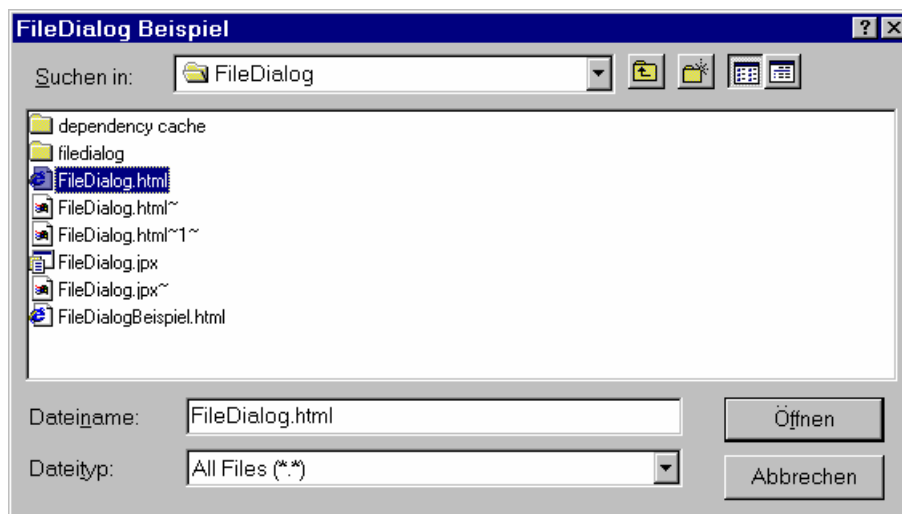 FileDialog Beispiel
Suchen in: FileDialog
dependency cache
filedialog
FileDialog.html
FileDialog.html~
FileDialog.html~1~
FileDialog.jpx
FileDialog.jpx~
FileDialogBeispiel.html
Dateiname: FileDialog.html Öffnen
Dateityp: All Files (*.*) Abbrechen